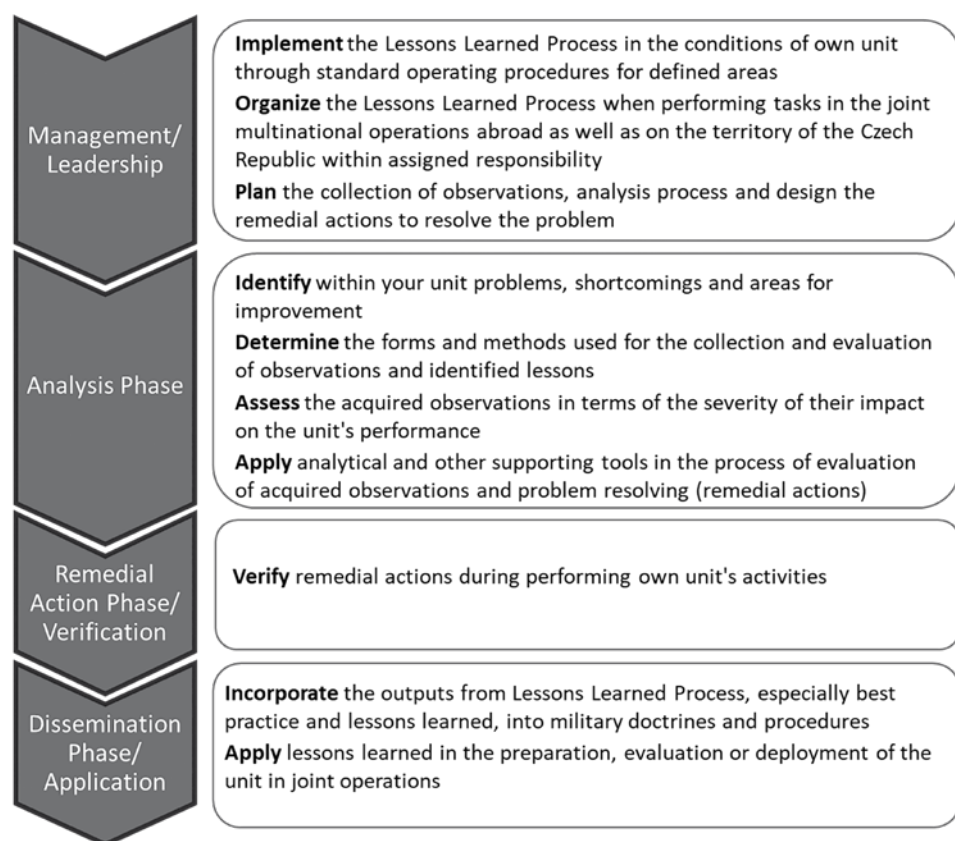 Management/
Leadership
Implement the Lessons Learned Process in the conditions of own unit
through standard operating procedures for defined areas
Organize the Lessons Learned Process when performing tasks in the joint
multinational operations abroad as well as on the territory of the Czech
Republic within assigned responsibility
Plan the collection of observations, analysis process and design the
remedial actions to resolve the problem
Analysis Phase
Identify within your unit problems, shortcomings and areas for
improvement
Determine the forms and methods used for the collection and evaluation
of observations and identified lessons
Assess the acquired observations in terms of the severity of their impact
on the unit's performance
Apply analytical and other supporting tools in the process of evaluation
of acquired observations and problem resolving (remedial actions)
Remedial
Action Phase/
Verification
Verify remedial actions during performing own unit's activities
Dissemination
Phase/
Application
Incorporate the outputs from Lessons Learned Process, especially best
practice and lessons learned, into military doctrines and procedures
Apply lessons learned in the preparation, evaluation or deployment of the
unit in joint operations